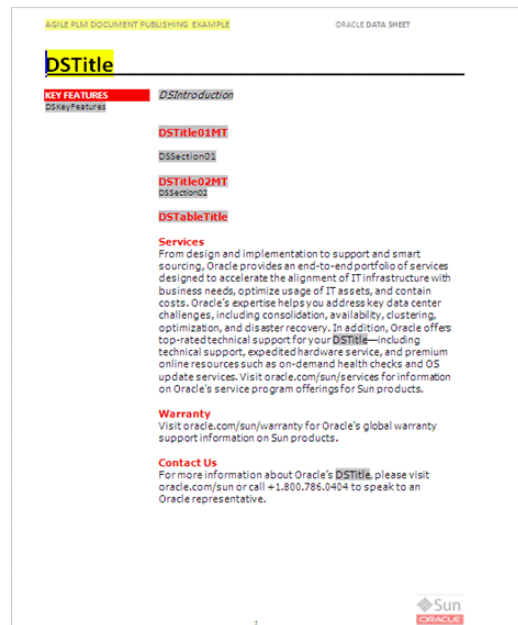 AGILE PLM DOCUMENT PUBLISHING EXAMPLE
ORACLE DATA SHEET
DSTitle
KEY FEATURES
DSKeyFeatures
DSIntroduction
DSTitle01MT
DSSection01
DSTitle02MT
DSSection02
DSTableTitle
Services
From design and implementation to support and smart
sourcing, Oracle provides an end-to-end portfolio of services
designed to accelerate the alignment of IT infrastructure with
business needs, optimize usage of IT assets, and contain
costs. Oracle's expertise helps you address key data center
challenges, including consolidation, availability, clustering,
optimization, and disaster recovery. In addition, Oracle offers
top-rated technical support for your DSTitle—including
technical support, expedited hardware service, and premium
online resources such as on-demand health checks and OS
update services. Visit oracle.com/sun/services for information
on Oracle's service program offerings for Sun products.
Warranty
Visit oracle.com/sun/warranty for Oracle's global warranty
support information on Sun products.
Contact Us
For more information about Oracle's DSTitle, please visit
oracle.com/sun or call +1.800.786.0404 to speak to an
Oracle representative.
Sun
ORACLE